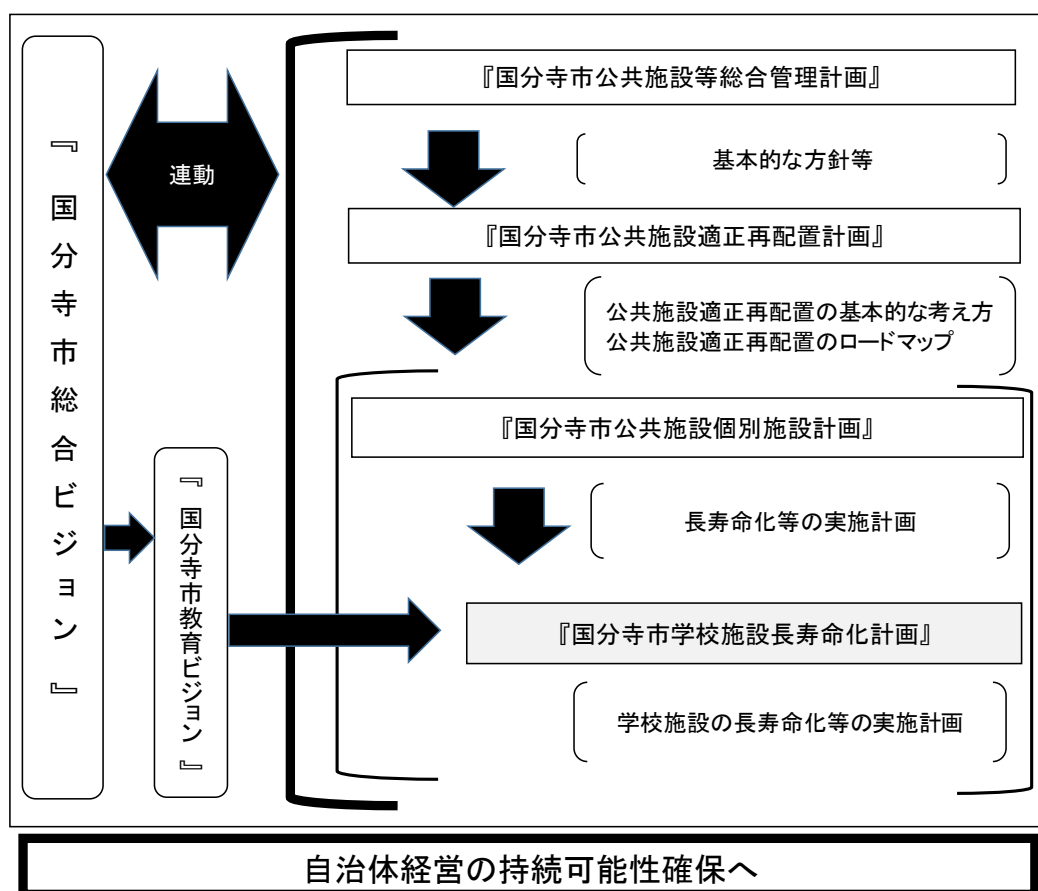 『国分寺市総合ビジョン』
連動
『国分寺市教育ビジョン』
『国分寺市公共施設等総合管理計画』
基本的な方針等
『国分寺市公共施設適正再配置計画』
公共施設適正再配置の基本的な考え方
公共施設適正再配置のロードマップ
『国分寺市公共施設個別施設計画』
長寿命化等の実施計画
『国分寺市学校施設長寿命化計画』
学校施設の長寿命化等の実施計画
自治体経営の持続可能性確保へ